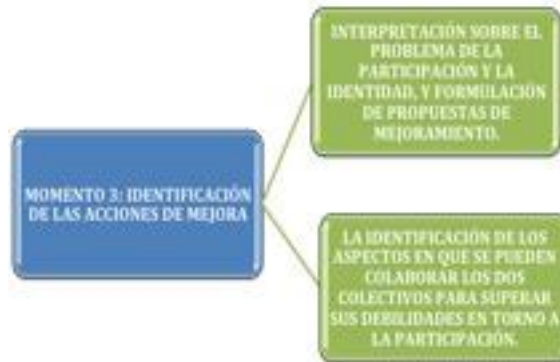 MOMENTO 3: IDENTIFICACIÓN
DE LAS ACCIONES DE MEJORA
INTERPRETACIÓN SOBRE EL
PROBLEMA DE LA
PARTICIPACIÓN Y LA
IDENTIDAD, Y FORMULACIÓN
DE PROPUESTAS DE
MEJORAMIENTO.
LA IDENTIFICACIÓN DE LOS
ASPECTOS EN QUE SE PUEDEN
COLABORAR LOS DOS
COLECTIVOS PARA SUPERAR
SUS DEBILIDADES EN TORNO A
LA PARTICIPACIÓN.